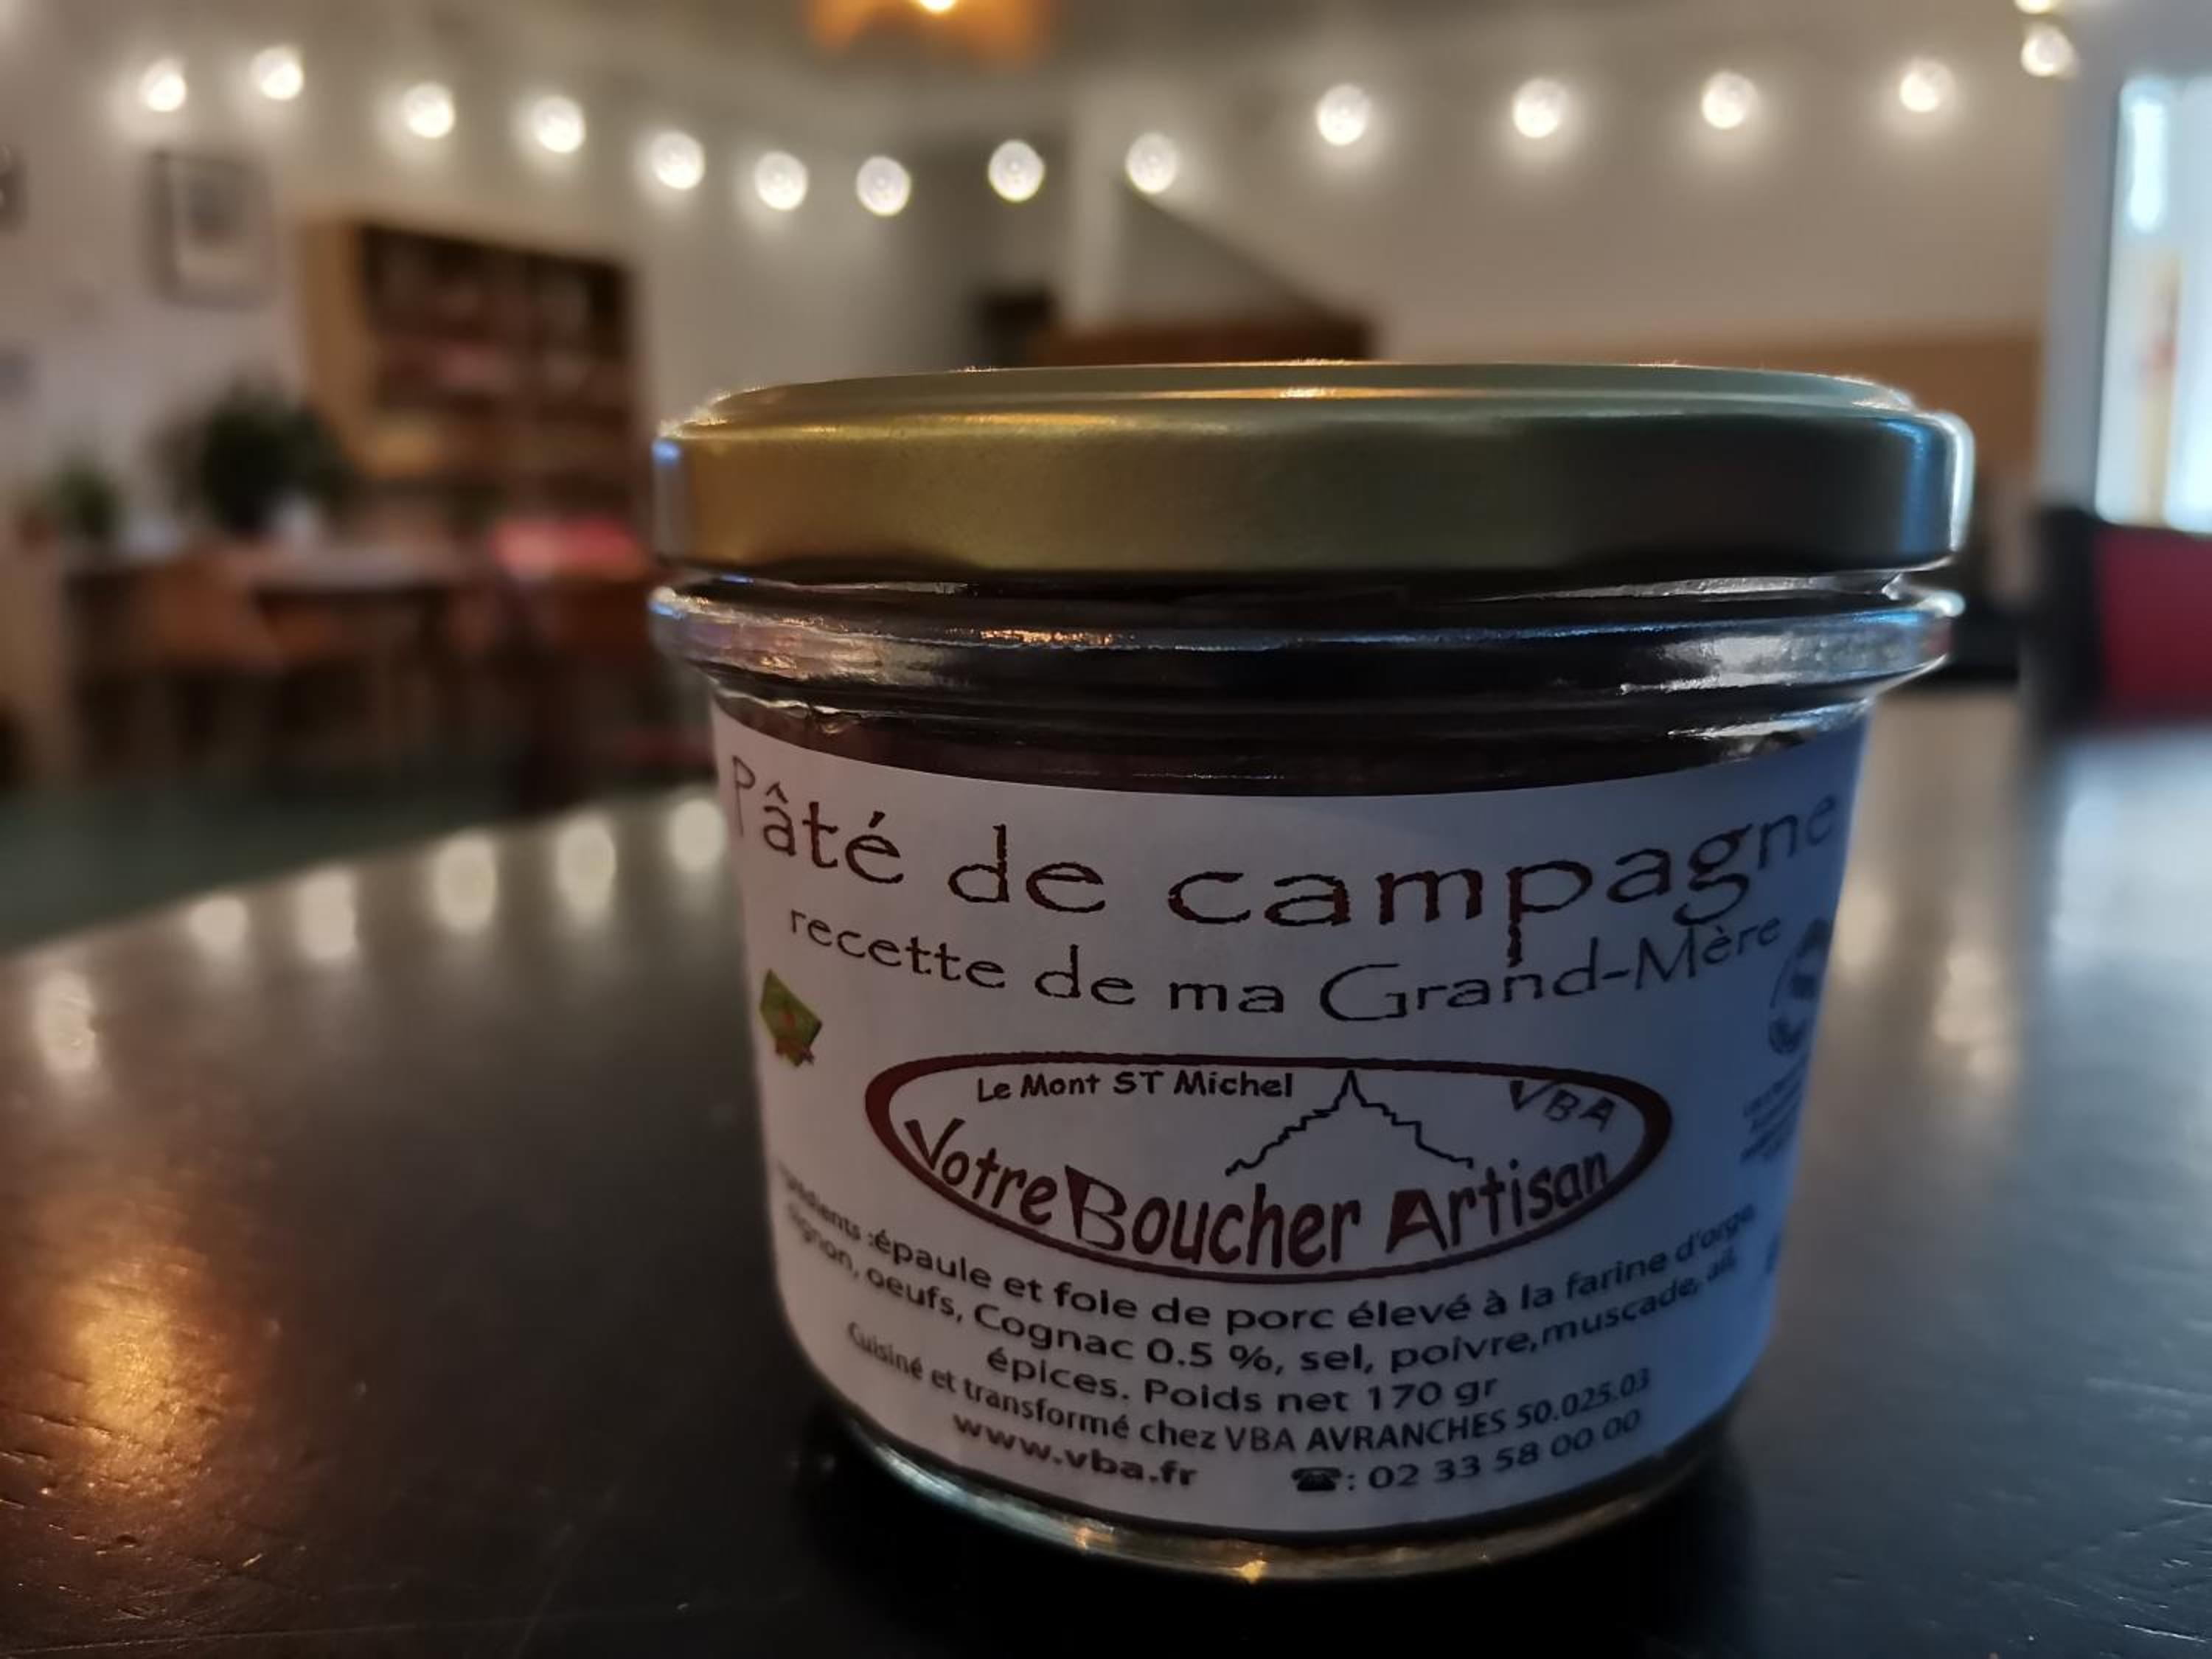 Pâté de campagne
recette de ma Grand-Mère
Le Mont ST Michel
VBA
Votre Boucher Artisan
Ingrédients :épaule et foie de porc élevé à la farine d'orge,
oignon, oeufs, Cognac 0.5 %, sel, poivre,muscade, ail,
épices. Poids net 170 gr
Cuisiné et transformé chez VBA AVRANCHES 50.025.03
www.vba.fr ☎: 02 33 58 00 00